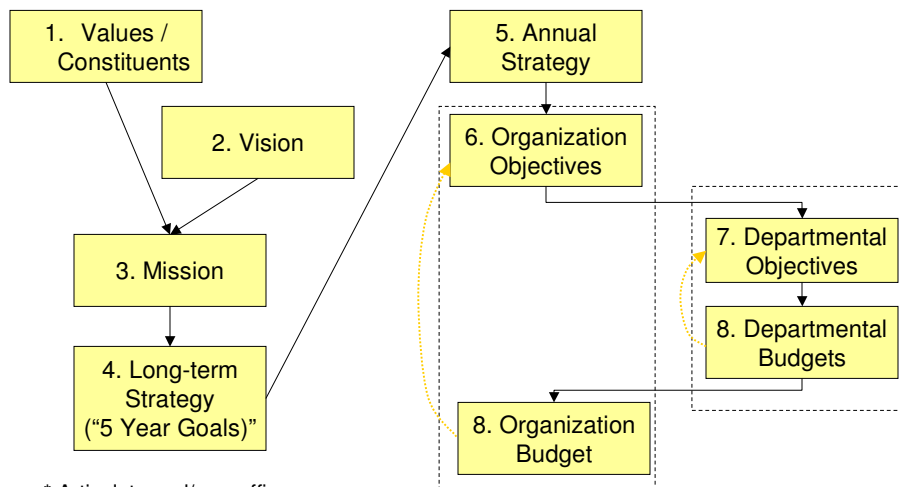 1. Values /
Constituents
2. Vision
3. Mission
4. Long-term
Strategy
(“5 Year Goals)”
5. Annual
Strategy
6. Organization
Objectives
7. Departmental
Objectives
8. Departmental
Budgets
8. Organization
Budget